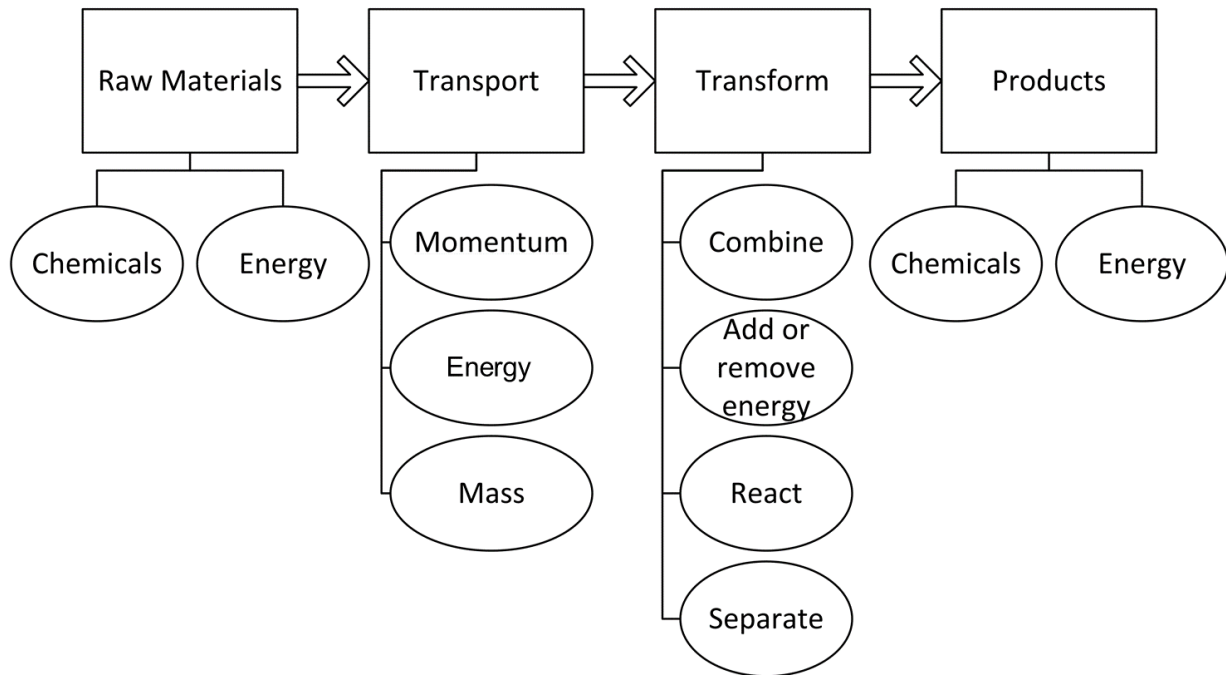 Raw Materials
Transport
Transform
Products
Chemicals
Energy
Momentum
Energy
Mass
Combine
Add or
remove
energy
React
Separate
Chemicals
Energy